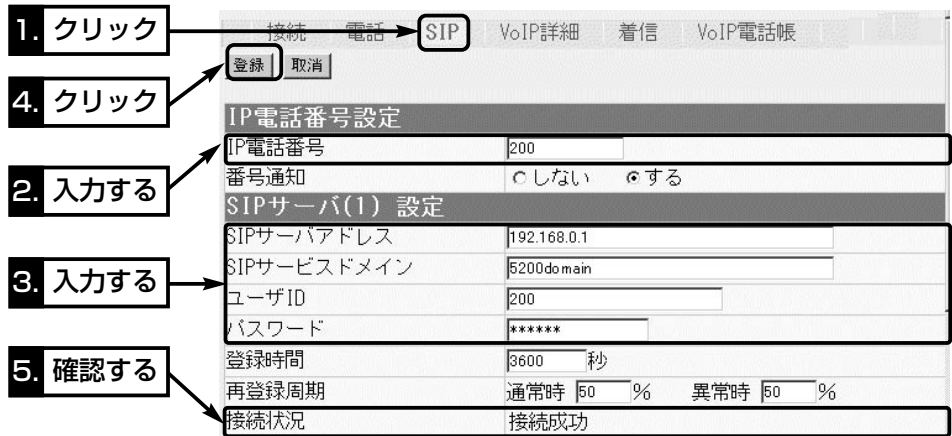 1. クリック
接続 電話 SIP VoIP詳細 着信 VoIP電話帳
登録 取消
4. クリック
IP電話番号設定
IP電話番号 200
2. 入力する
番号通知 しない する
SIPサーバ(1) 設定
SIPサーバアドレス 192.168.0.1
SIPサービスドメイン 5200domain
3. 入力する
ユーザID 200
パスワード ******
登録時間 3600 秒
5. 確認する
再登録周期 通常時 50 % 異常時 50 %
接続状況 接続成功